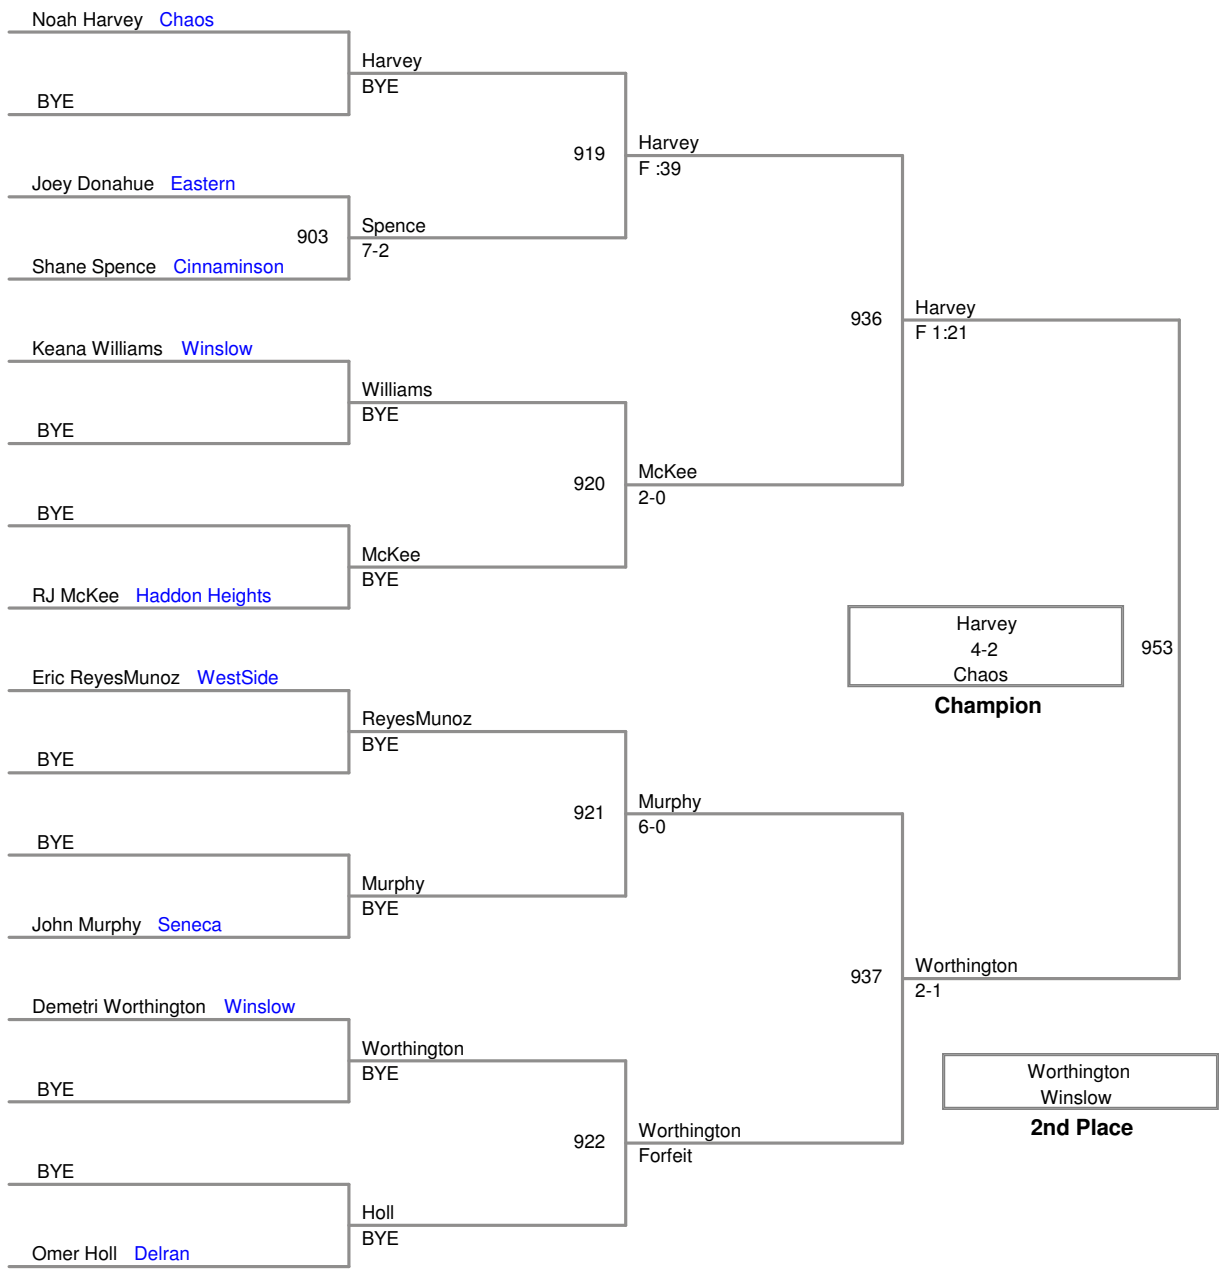 Noah Harvey Chaos
Harvey
BYE
BYE
919
Harvey
F :39
Joey Donahue Eastern
903
Spence
7-2
Shane Spence Cinnaminson
936
Harvey
F 1:21
Keana Williams Winslow
Williams
BYE
BYE
920
McKee
2-0
BYE
McKee
BYE
RJ McKee Haddon Heights
Harvey
4-2
Chaos
Champion
953
Eric ReyesMunoz WestSide
ReyesMunoz
BYE
BYE
921
Murphy
6-0
BYE
Murphy
BYE
John Murphy Seneca
937
Worthington
2-1
Demetri Worthington Winslow
Worthington
BYE
BYE
Worthington
Winslow
2nd Place
922
Worthington
Forfeit
BYE
Holl
BYE
Omer Holl Delran